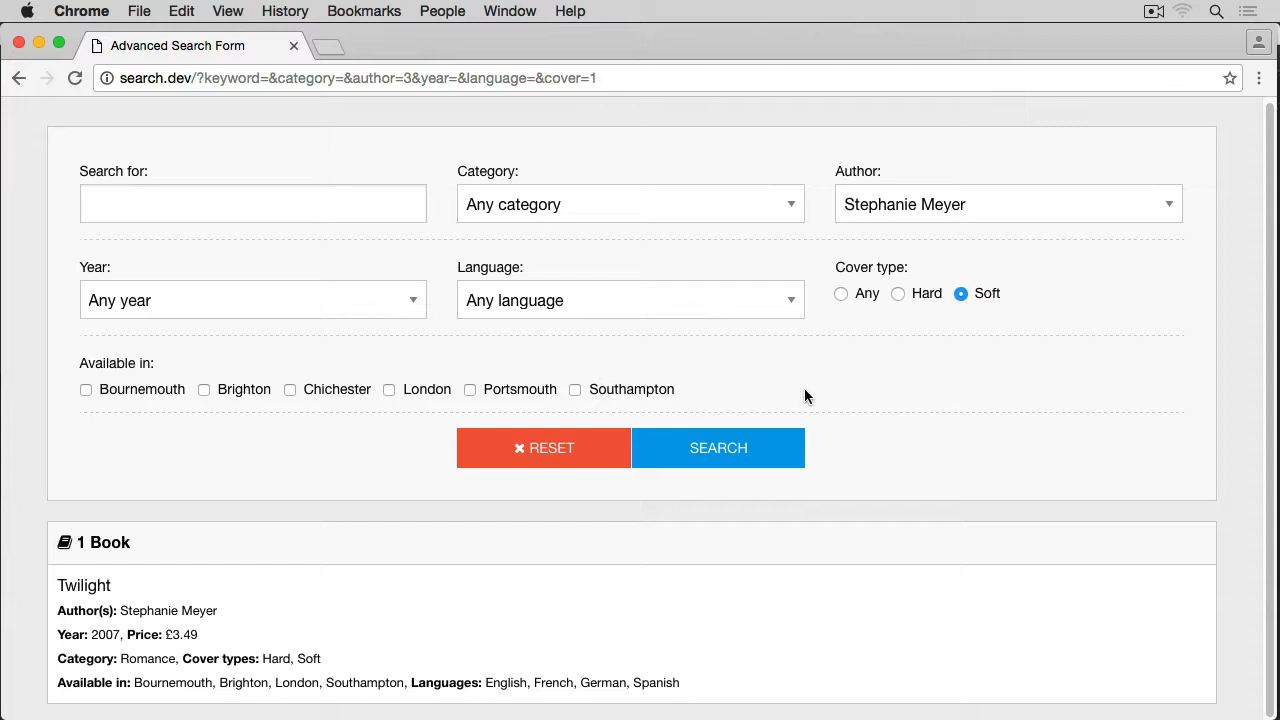 Chrome File Edit View History Bookmarks People Window Help
Advanced Search Form
search.dev/?keyword=&category=&author=3&year=&language=&cover=1
Search for: Category: Author:
Any category Stephanie Meyer
Year: Language: Cover type:
Any year Any language Any Hard Soft
Available in:
Bournemouth Brighton Chichester London Portsmouth Southampton
RESET SEARCH
1 Book
Twilight
Author(s): Stephanie Meyer
Year: 2007, Price: £3.49
Category: Romance, Cover types: Hard, Soft
Available in: Bournemouth, Brighton, London, Southampton, Languages: English, French, German, Spanish